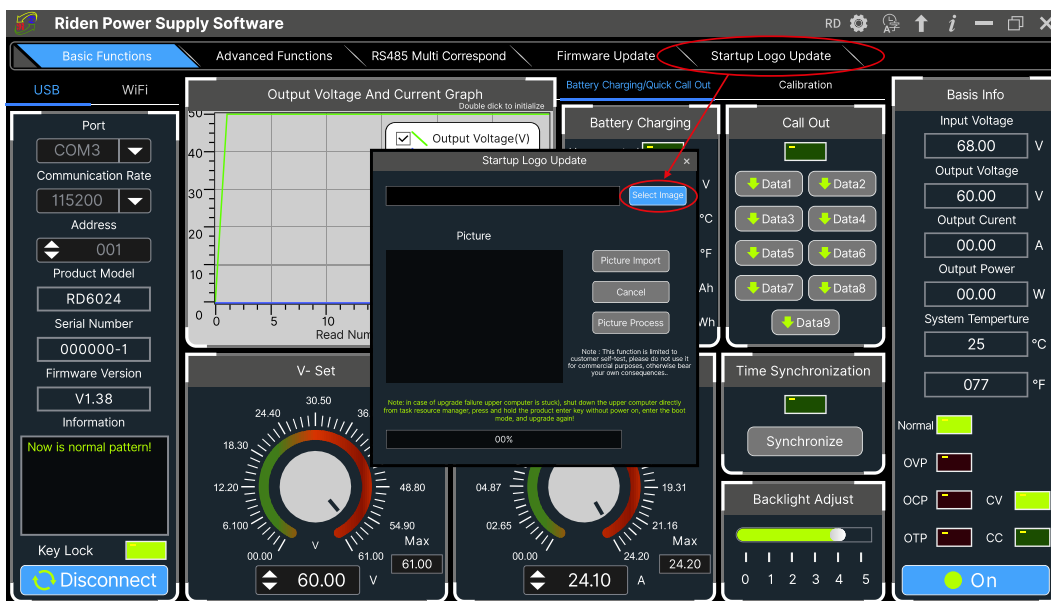 Riden Power Supply Software
RD
Basic Functions
Advanced Functions
RS485 Multi Correspond
Firmware Update
Startup Logo Update
USB
WiFi
Port
COM3
Communication Rate
115200
Address
001
Product Model
RD6024
Serial Number
000000-1
Firmware Version
V1.38
Information
Now is normal pattern!
Key Lock
Disconnect
Output Voltage And Current Graph
Double click to initialize
50
40
30
20
10
0
0
5
10
Read Num
Output Voltage(V)
Battery Charging/Quick Call Out
Calibration
Battery Charging
V
°C
°F
Ah
Wh
Call Out
Data1
Data2
Data3
Data4
Data5
Data6
Data7
Data8
Data9
Startup Logo Update
×
Select Image
Picture
Picture Import
Cancel
Picture Process
Note : This function is limited to
customer self-test, please do not use it
for commercial purposes, otherwise bear
your own consequences..
Note: in case of upgrade failure upper computer is stuck), shut down the upper computer directly
from task resource manager, press and hold the product enter key without power on, enter the boot
mode, and upgrade again!
00%
V- Set
30.50
24.40
36
18.30
12.20
48.80
6.100
54.90
00.00
V
61.00
Max
61.00
60.00
V
04.87
19.31
02.65
21.16
00.00
24.20
Max
24.20
24.10
A
Time Synchronization
Synchronize
Backlight Adjust
0 1 2 3 4 5
Basis Info
Input Voltage
68.00 V
Output Voltage
60.00 V
Output Curent
00.00 A
Output Power
00.00 W
System Temperture
25 °C
077 °F
Normal
OVP
OCP
CV
OTP
CC
On